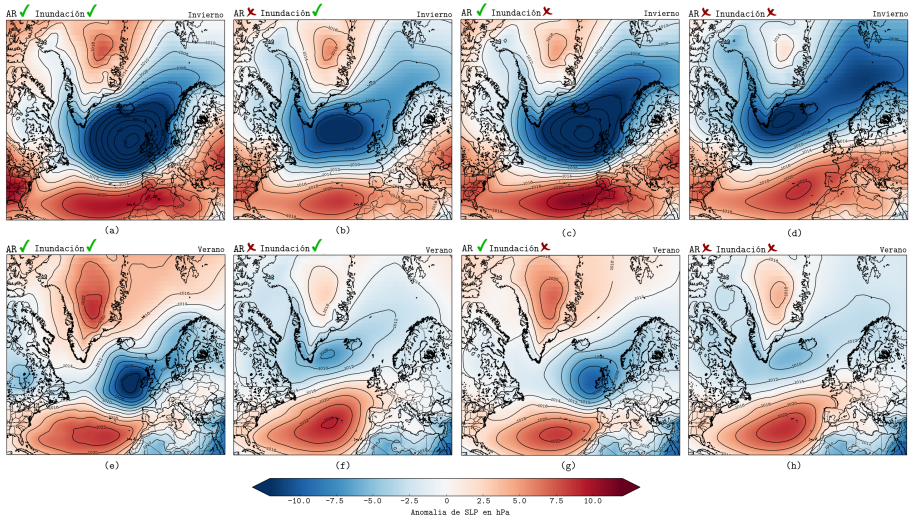 AR ✓ Inundación ✓ Invierno
AR ✗ Inundación ✓ Invierno
AR ✓ Inundación ✗ Invierno
AR ✗ Inundación ✗ Invierno
(a)
(b)
(c)
(d)
AR ✓ Inundación ✓ Verano
AR ✗ Inundación ✓ Verano
AR ✓ Inundación ✗ Verano
AR ✗ Inundación ✗ Verano
(e)
(f)
(g)
(h)
-10.0 -7.5 -5.0 -2.5 0.0 2.5 5.0 7.5 10.0
Anomalia de SLP en hPa